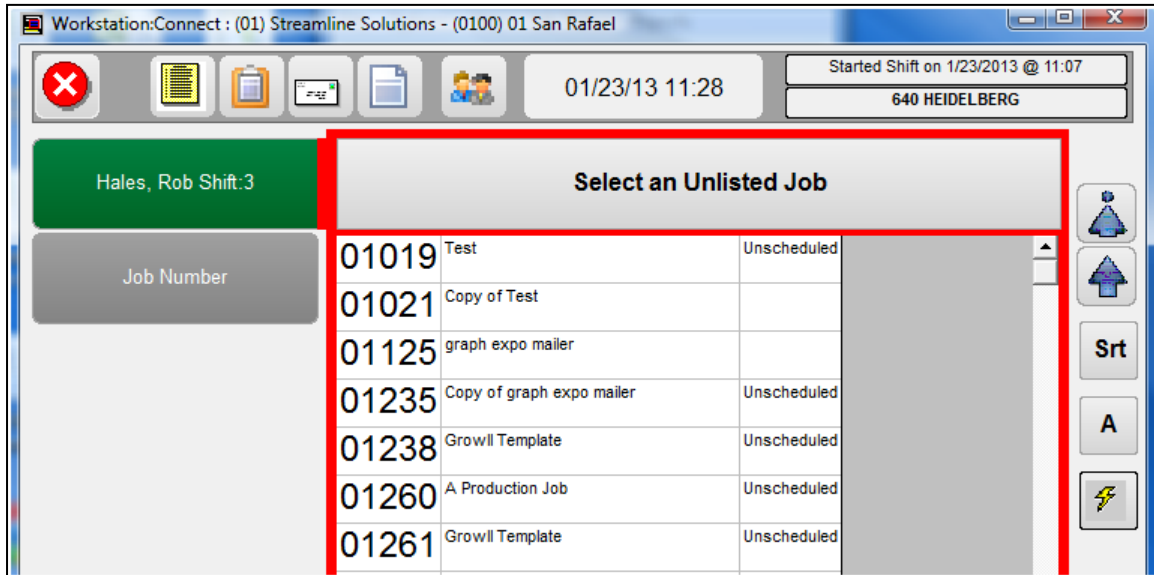 Workstation:Connect : (01) Streamline Solutions - (0100) 01 San Rafael
01/23/13 11:28
Started Shift on 1/23/2013 @ 11:07
640 HEIDELBERG
Hales, Rob Shift:3
Select an Unlisted Job
Job Number
01019 Test Unscheduled
01021 Copy of Test
01125 graph expo mailer
Srt
01235 Copy of graph expo mailer Unscheduled
A
01238 Growll Template Unscheduled
01260 A Production Job Unscheduled
01261 Growll Template Unscheduled